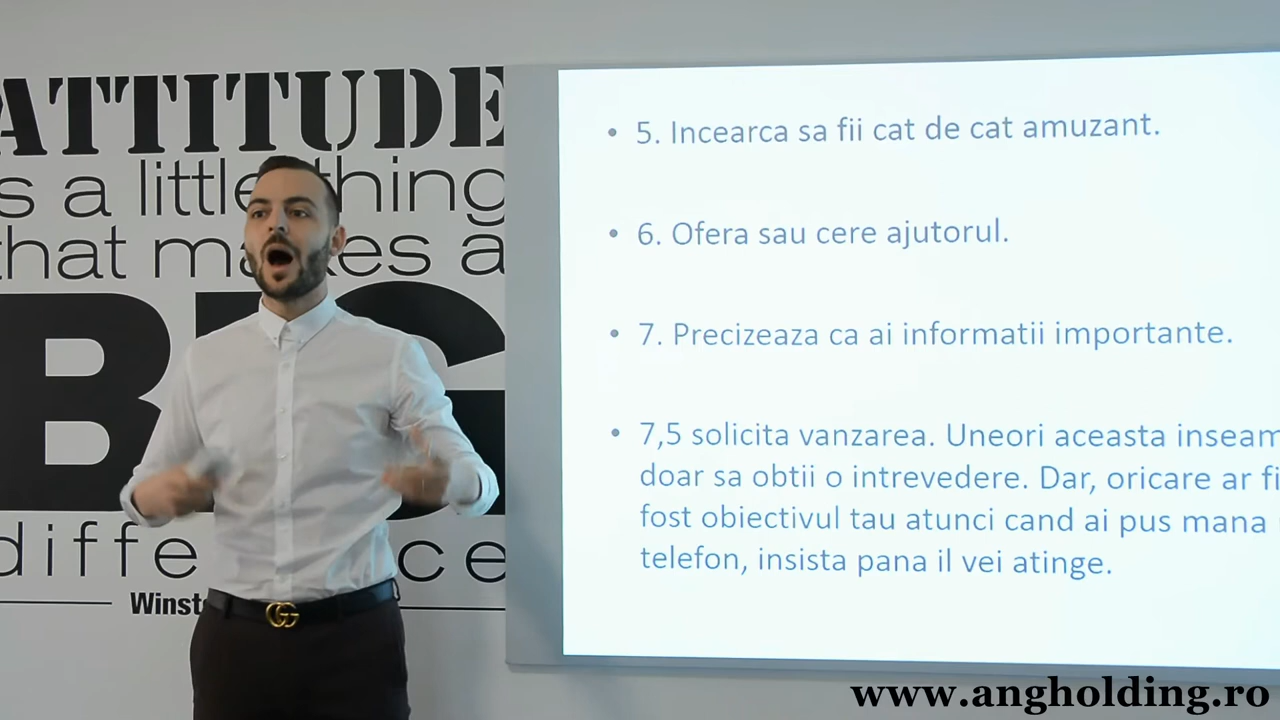 ATTITUDE
s a little thing
that makes a
BIG
difference
Winst
• 5. Incearca sa fii cat de cat amuzant.
• 6. Ofera sau cere ajutorul.
• 7. Precizeaza ca ai informatii importante.
• 7,5 solicita vanzarea. Uneori aceasta inseam
doar sa obtii o intrevedere. Dar, oricare ar fi
fost obiectivul tau atunci cand ai pus mana
telefon, insista pana il vei atinge.
www.angholding.ro